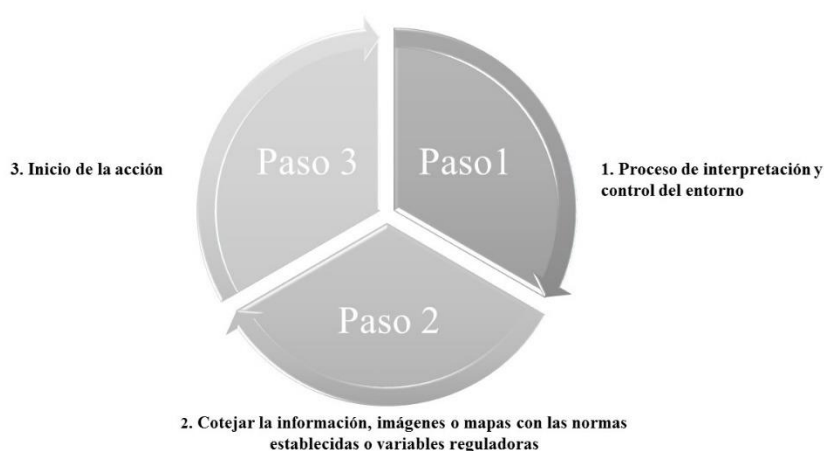 Paso 3
Paso1
3. Inicio de la acción
1. Proceso de interpretación y
control del entorno
Paso 2
2. Cotejar la información, imágenes o mapas con las normas
establecidas o variables reguladoras